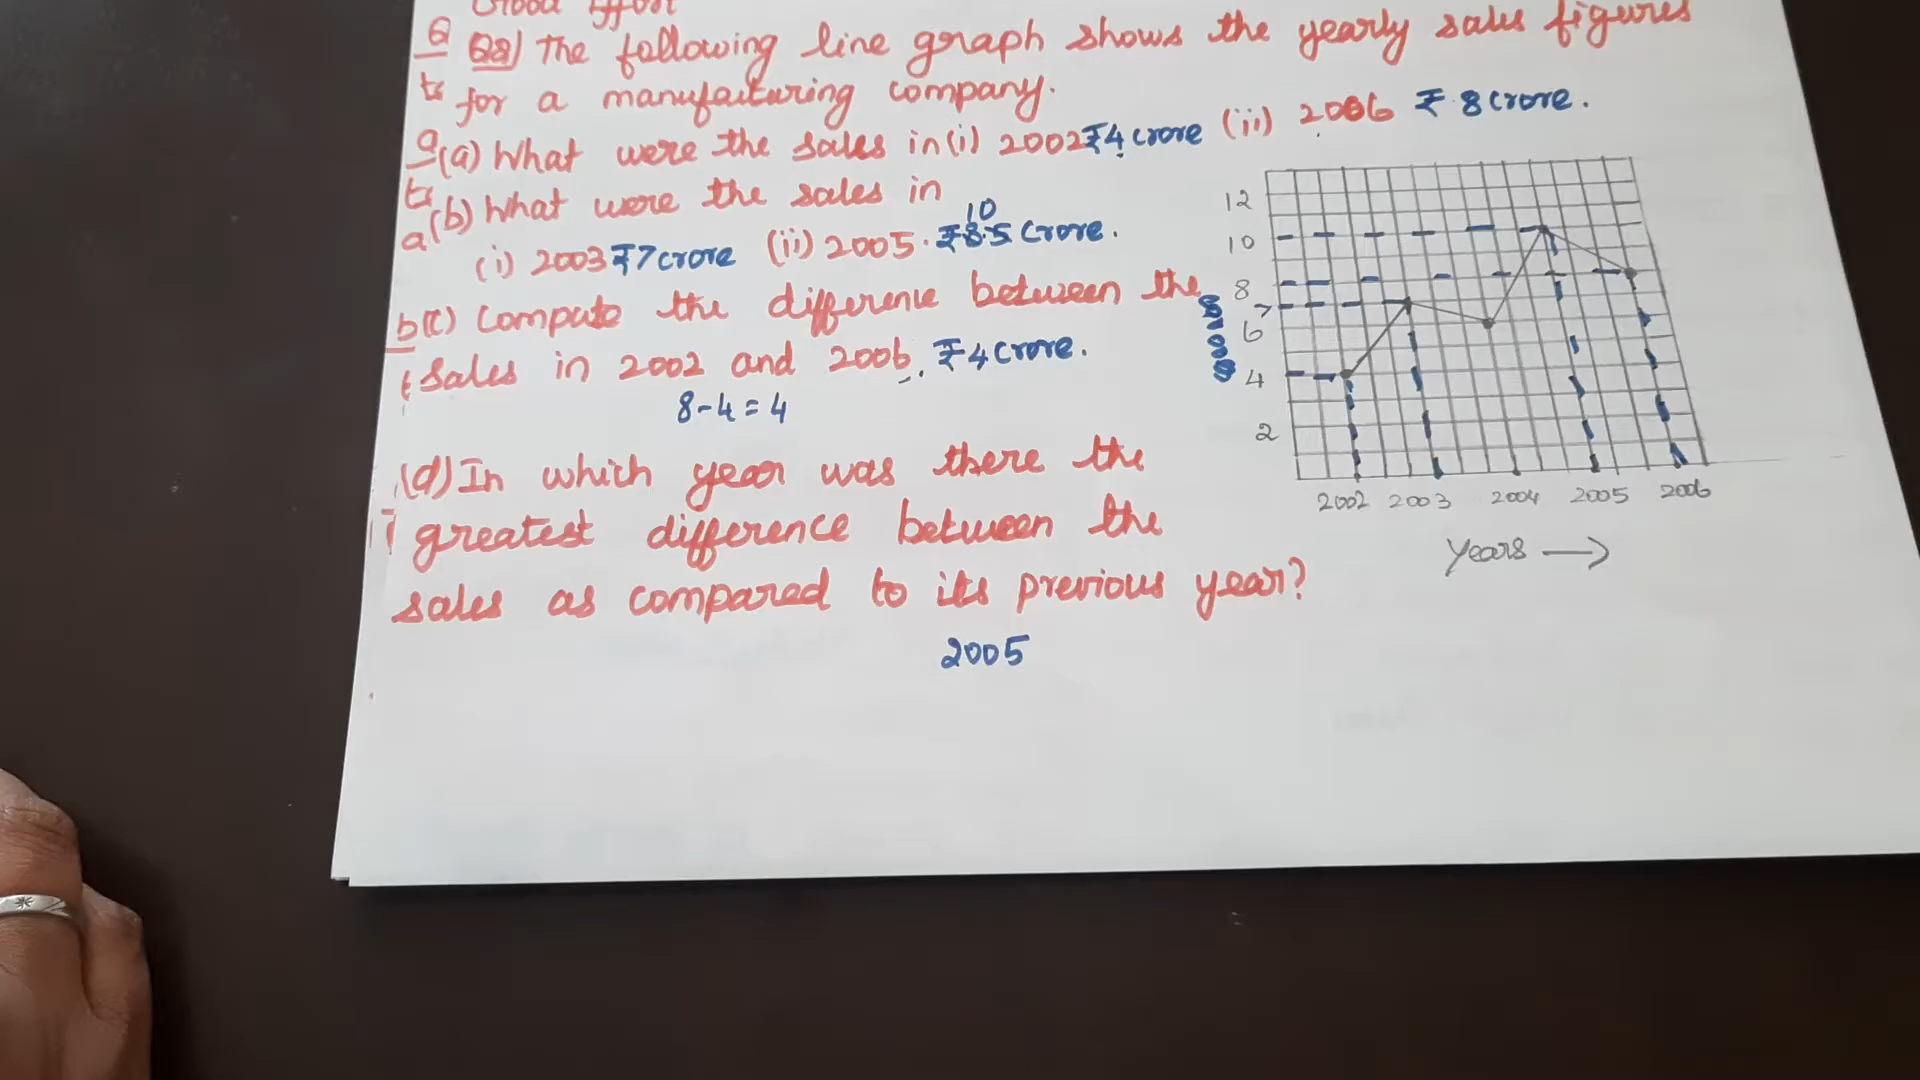 Good Effort
Q Q2) The following line graph shows the yearly sales figures
for a manufacturing company.
a (a) What were the sales in (i) 2002 ₹4 crore (ii) 2006 ₹ 8 crore.
(b) What were the sales in
10
a (i) 2003 ₹7 crore (ii) 2005. ₹8.5 crore.
b (c) Compute the difference between the
sales in 2002 and 2006. ₹4 crore.
8-4=4
(d) In which year was there the
greatest difference between the
sales as compared to its previous year?
2005
12
10
8
7
6
4
2
2002 2003 2004 2005 2006
Years →